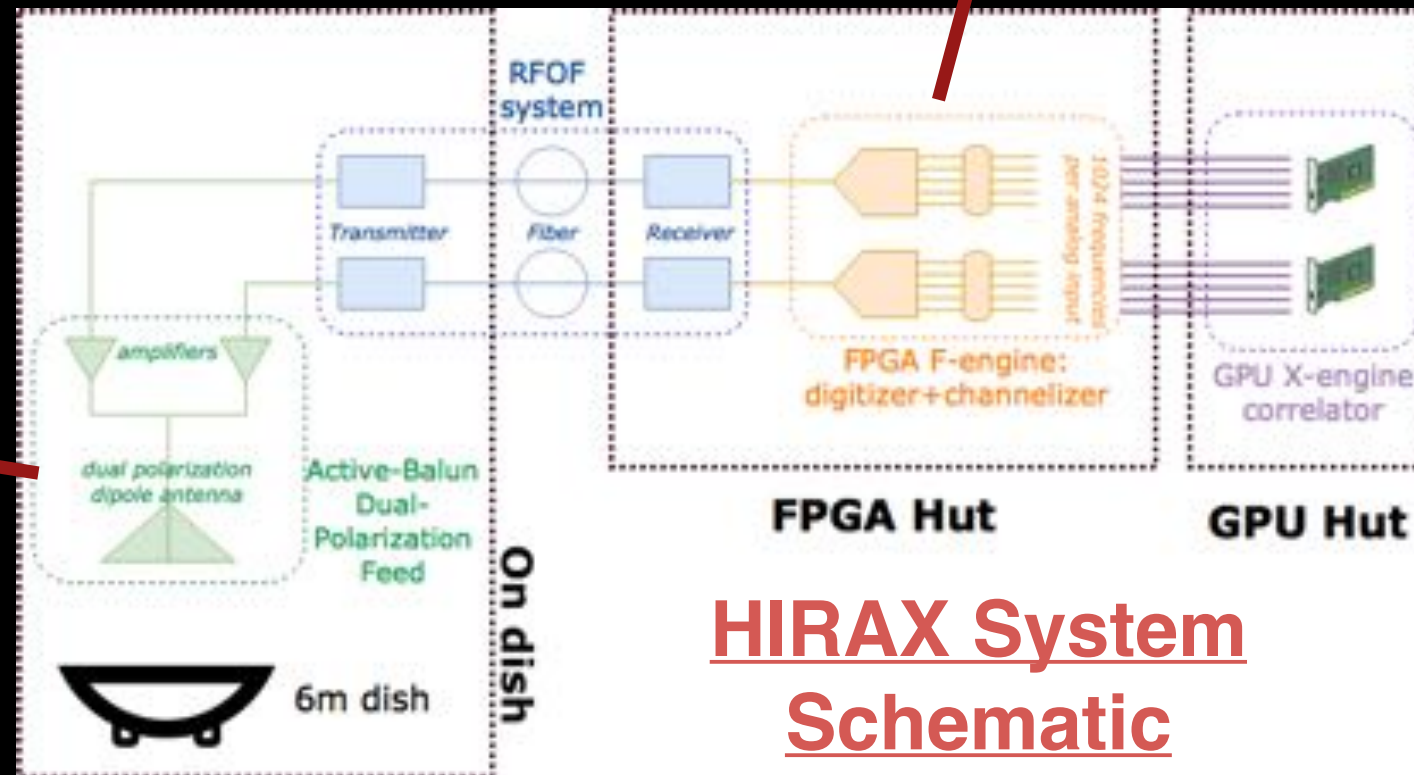 RFOF
system
Transmitter
Fiber
Receiver
amplifiers
dual polarization
dipole antenna
Active-Balun
Dual-
Polarization
Feed
6m dish
On dish
1024 frequencies
per analog input
FPGA F-engine:
digitizer+channelizer
FPGA Hut
GPU X-engine
correlator
GPU Hut
HIRAX System
Schematic